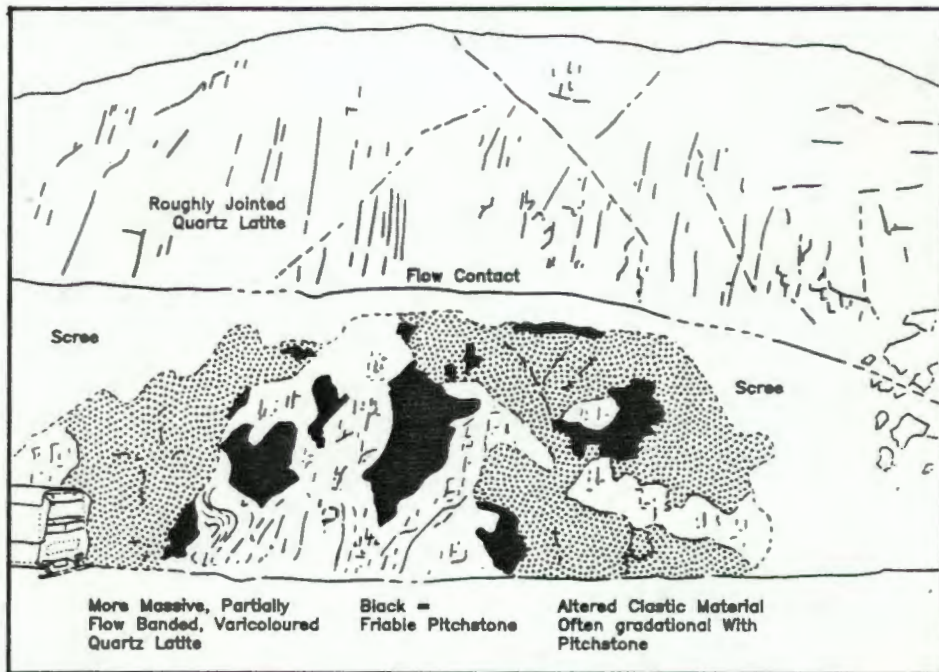 Roughly Jointed
Quartz Latite
Flow Contact
Scree
Scree
More Massive, Partially
Flow Banded, Varicoloured
Quartz Latite
Black =
Friable Pitchstone
Altered Clastic Material
Often gradational With
Pitchstone